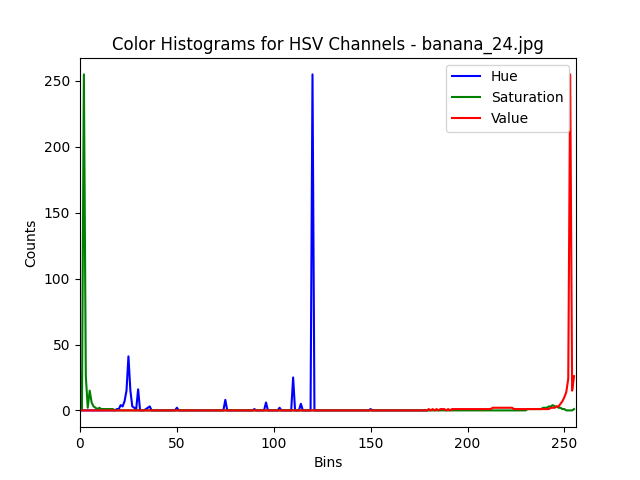 Color Histograms for HSV Channels - banana_24.jpg
Hue
Saturation
Value
Counts
250
200
150
100
50
0
0 50 100 150 200 250
Bins